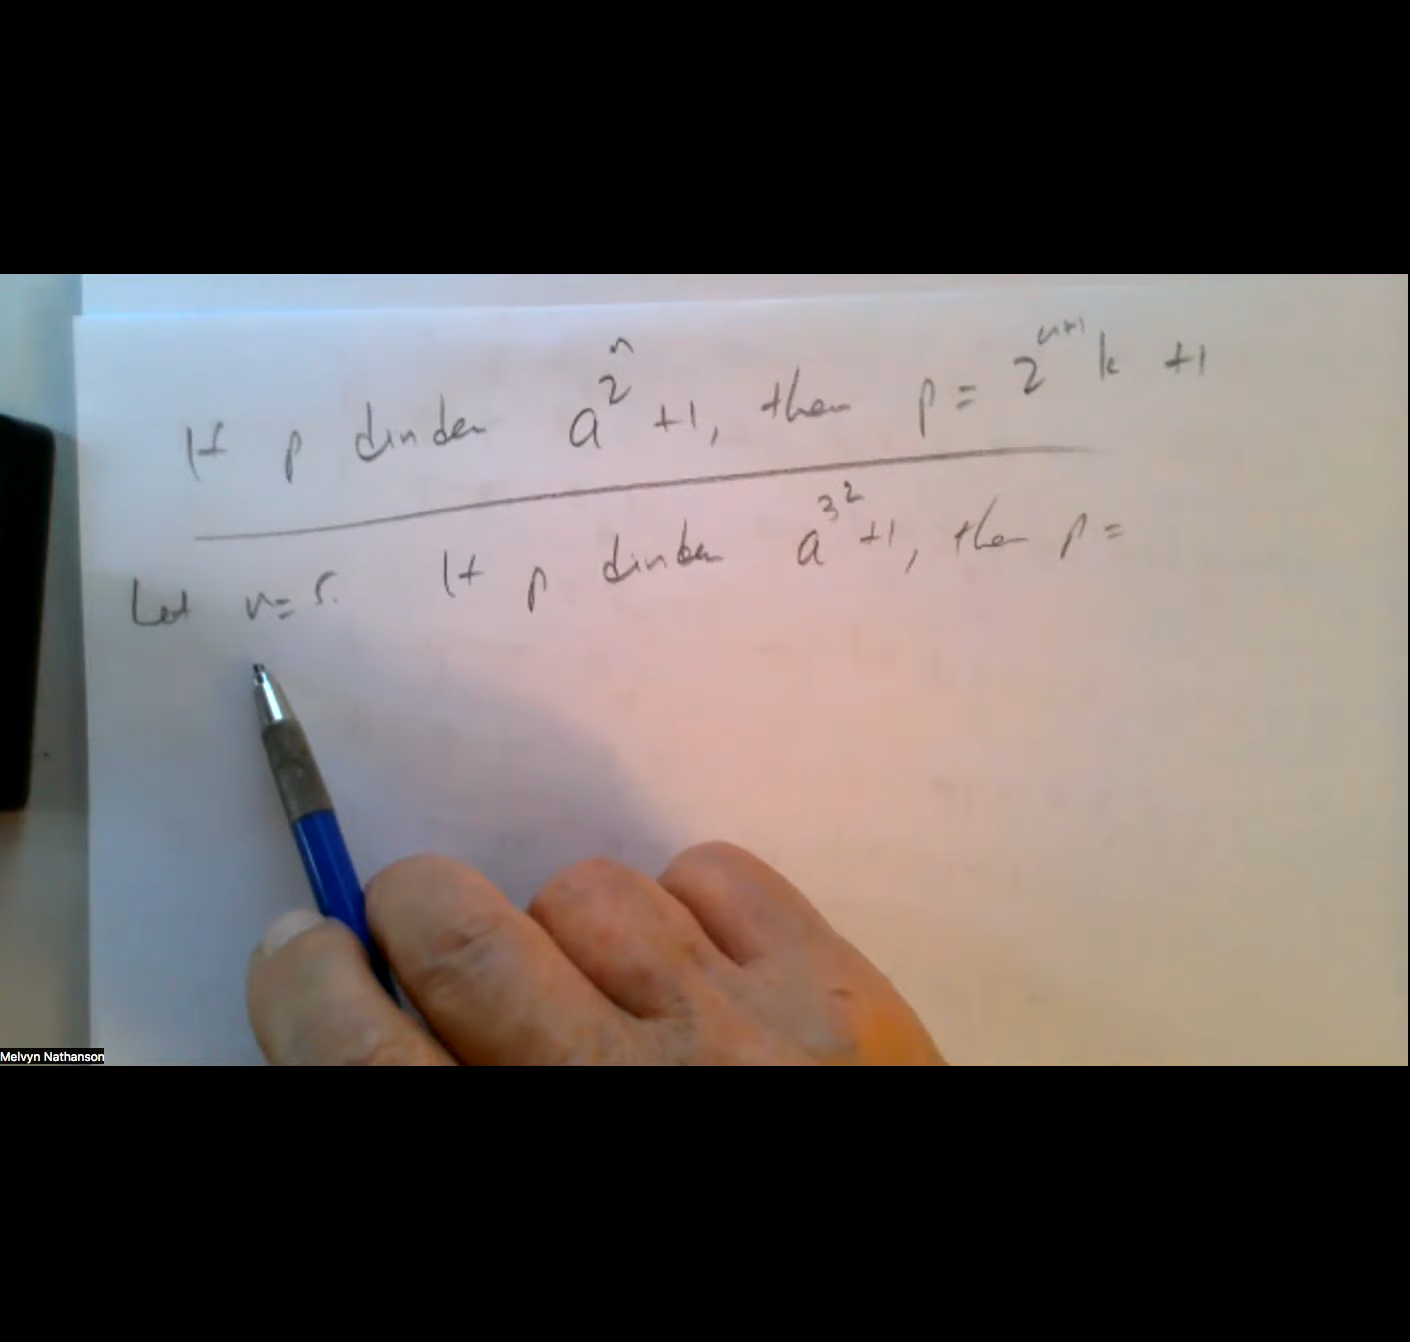 If p divides a^{2^n} +1, then p = 2^{n+1} k +1
Let n=5. If p divides a^{32} +1, then p =
Melvyn Nathanson